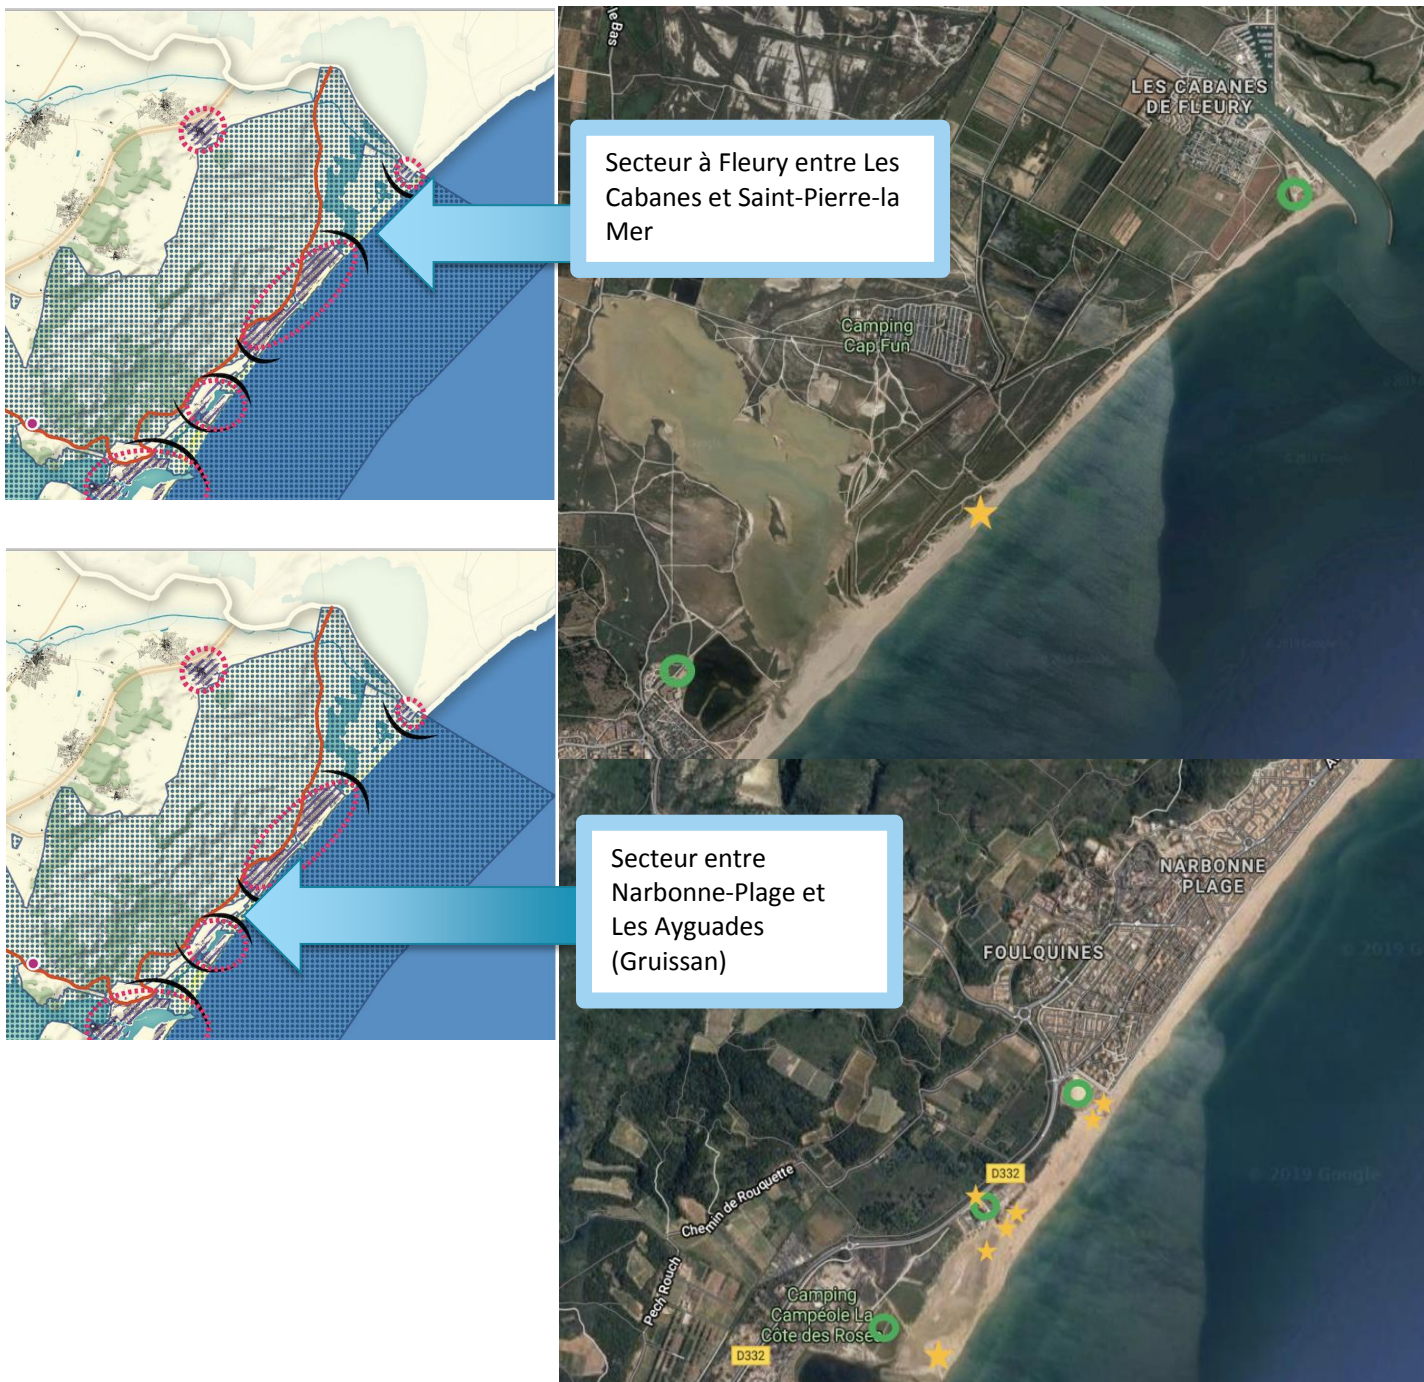 le Bas
LES CABANES
DE FLEURY
Secteur à Fleury entre Les
Cabanes et Saint-Pierre-la
Mer
Camping
Cap Fun
NARBONNE
PLAGE
Secteur entre
Narbonne-Plage et
Les Ayguades
(Gruissan)
FOULQUINES
© 2019 Google
D332
Chemin de Rouquette
Pech Rouch
Camping
Campéole La
Côte des Roses
D332